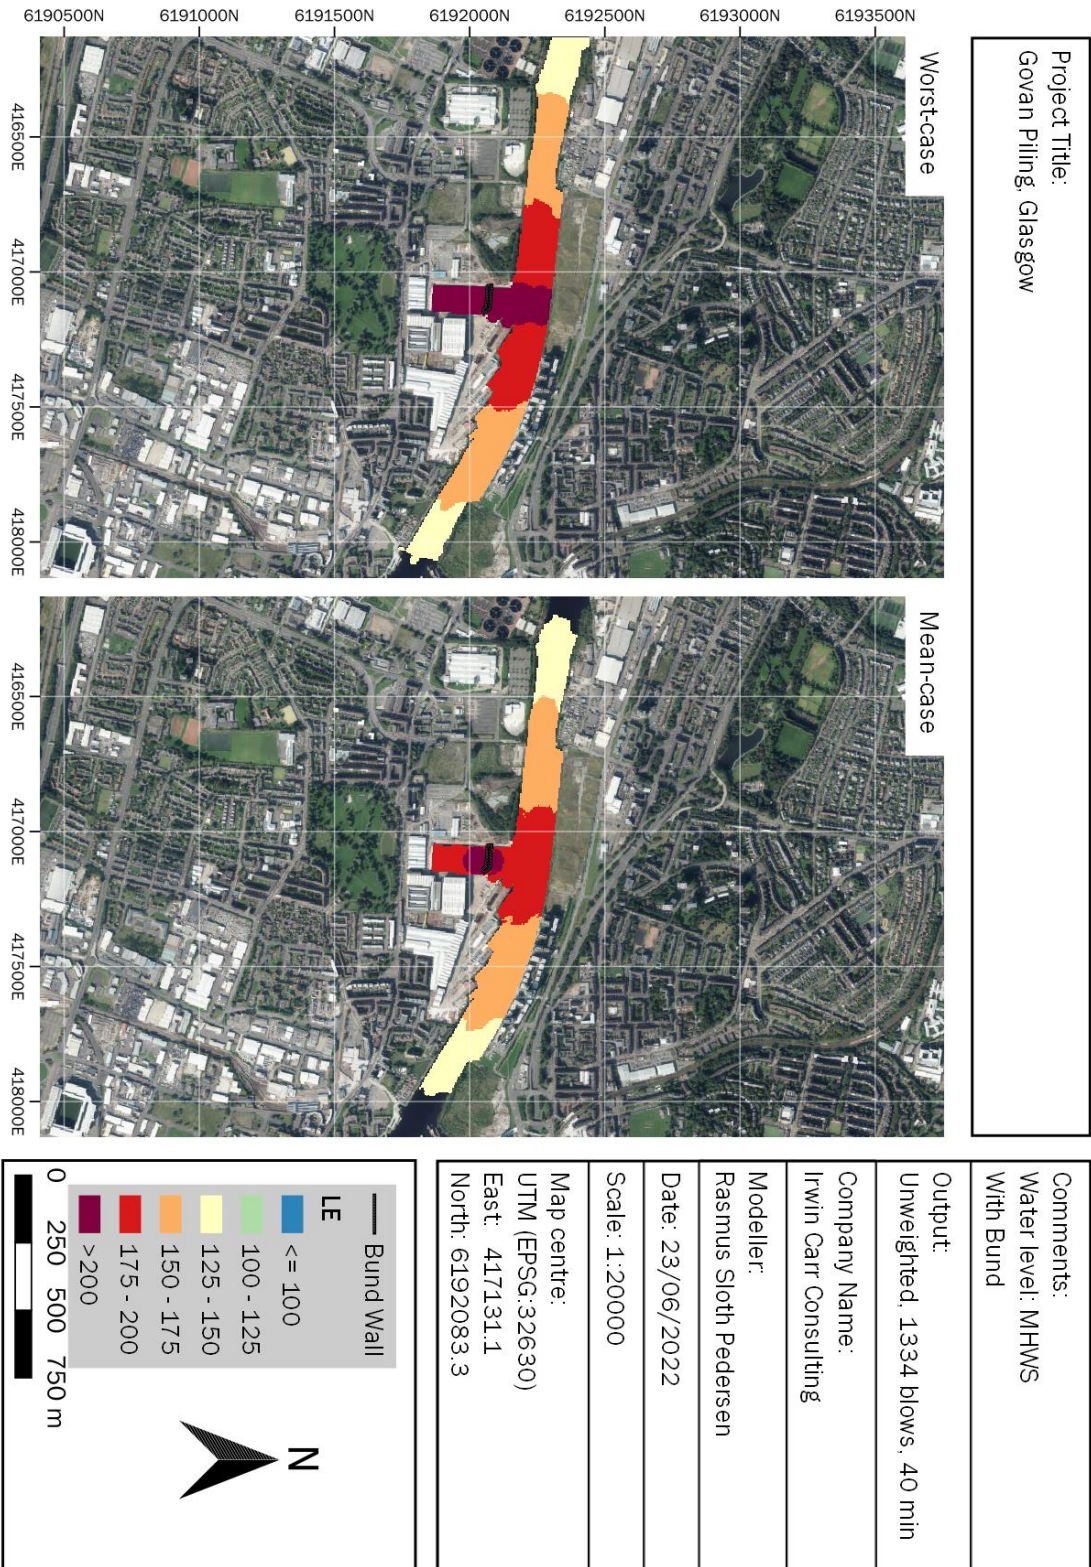 Project Title:
Govan Piling, Glasgow
Worst-case
6193500N
6193000N
6192500N
6192000N
6191500N
6191000N
6190500N
416500E
417000E
417500E
418000E
Mean-case
416500E
417000E
417500E
418000E
Comments:
Water level: MHWS
With Bund
Output:
Unweighted, 1334 blows, 40 min
Company Name:
Irwin Carr Consulting
Modeller:
Rasmus Sloth Pedersen
Date: 23/06/2022
Scale: 1:20000
Map centre:
UTM (EPSG:32630)
East: 417131.1
North: 6192083.3
Bund Wall
LE
<= 100
100 - 125
125 - 150
150 - 175
175 - 200
>200
N
0 250 500 750 m